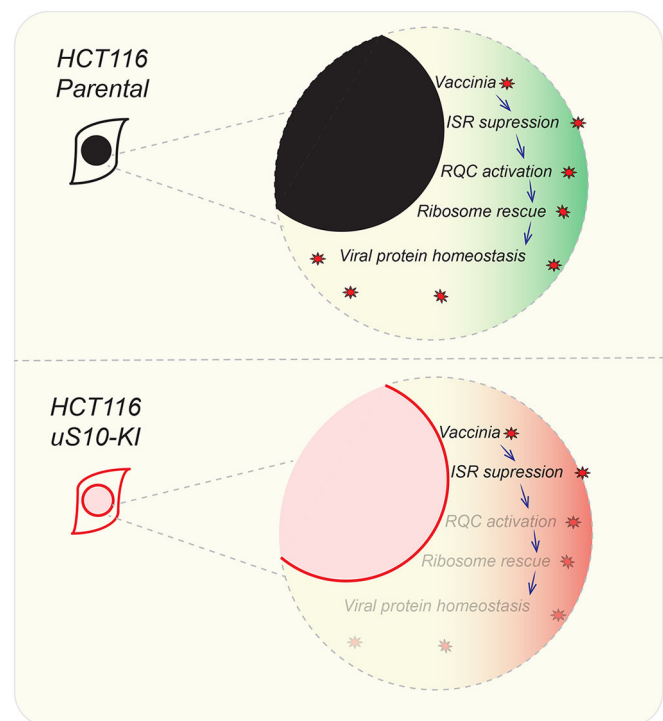 HCT116
Parental
Vaccinia
ISR supression
RQC activation
Ribosome rescue
Viral protein homeostasis
HCT116
uS10-KI
Vaccinia
ISR supression
RQC activation
Ribosome rescue
Viral protein homeostasis